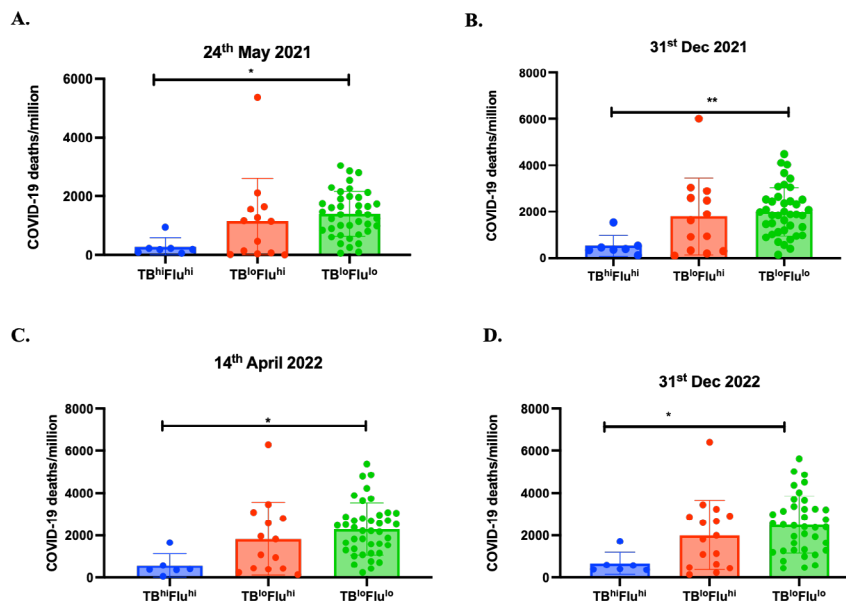 A.
24th May 2021
*
COVID-19 deaths/million
6000
4000
2000
0
TBhiFluhi
TBloFluhi
TBloFlulo
B.
31st Dec 2021
**
COVID-19 deaths/million
8000
6000
4000
2000
0
TBhiFluhi
TBloFluhi
TBloFlulo
C.
14th April 2022
*
COVID-19 deaths/million
8000
6000
4000
2000
0
TBhiFluhi
TBloFluhi
TBloFlulo
D.
31st Dec 2022
*
COVID-19 deaths/million
8000
6000
4000
2000
0
TBhiFluhi
TBloFluhi
TBloFlulo